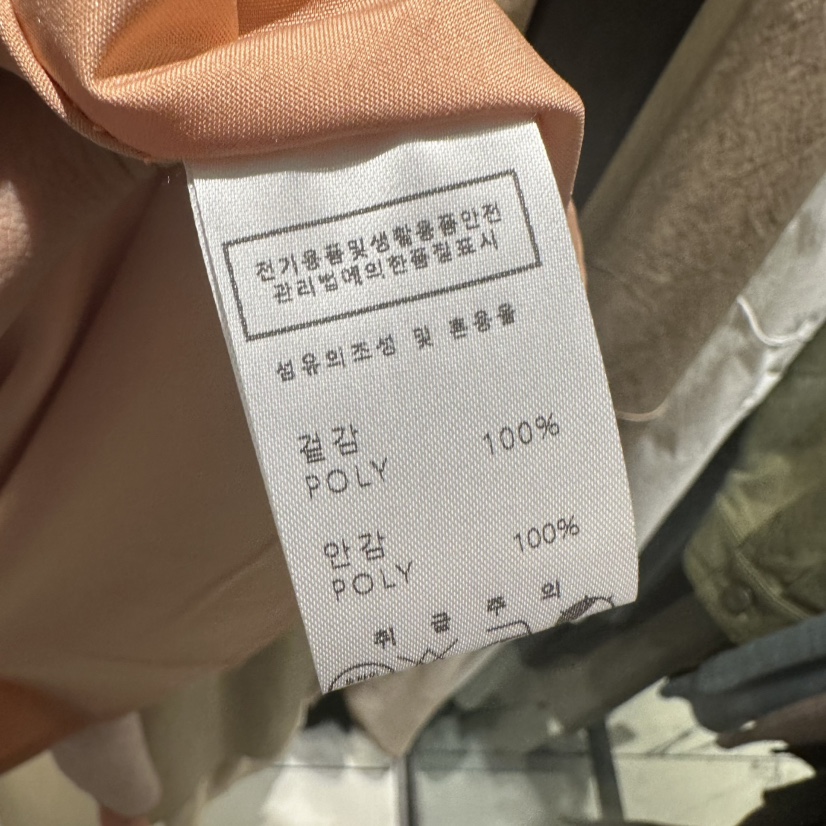 전기용품및생활용품안전
관리법에의한품질표시
섬유의조성 및 혼용율
겉감 100%
POLY
안감 100%
POLY
취급주의